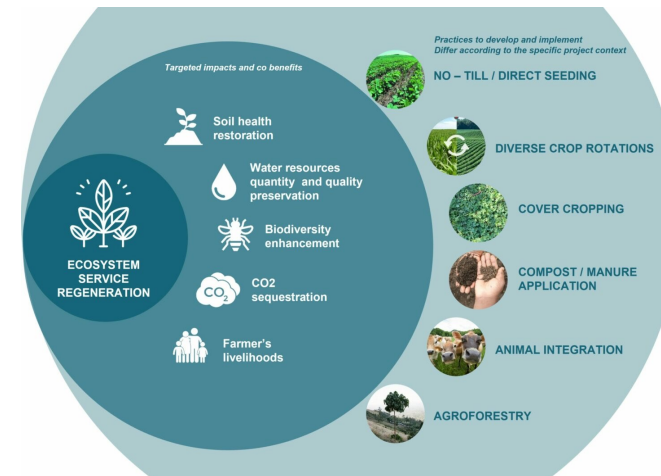 Practices to develop and implement
Differ according to the specific project context
Targeted impacts and co benefits
NO – TILL / DIRECT SEEDING
Soil health
restoration
DIVERSE CROP ROTATIONS
Water resources
quantity and quality
preservation
COVER CROPPING
Biodiversity
enhancement
ECOSYSTEM
SERVICE
REGENERATION
COMPOST / MANURE
APPLICATION
CO2
CO2
sequestration
Farmer's
livelihoods
ANIMAL INTEGRATION
AGROFORESTRY